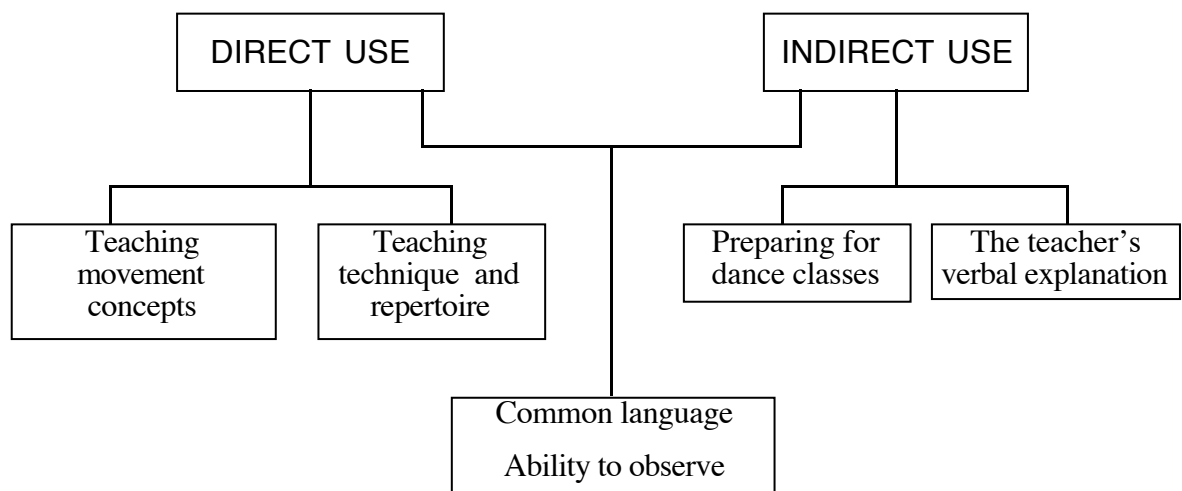 DIRECT USE
INDIRECT USE
Teaching
movement
concepts
Teaching
technique and
repertoire
Preparing for
dance classes
The teacher’s
verbal explanation
Common language
Ability to observe